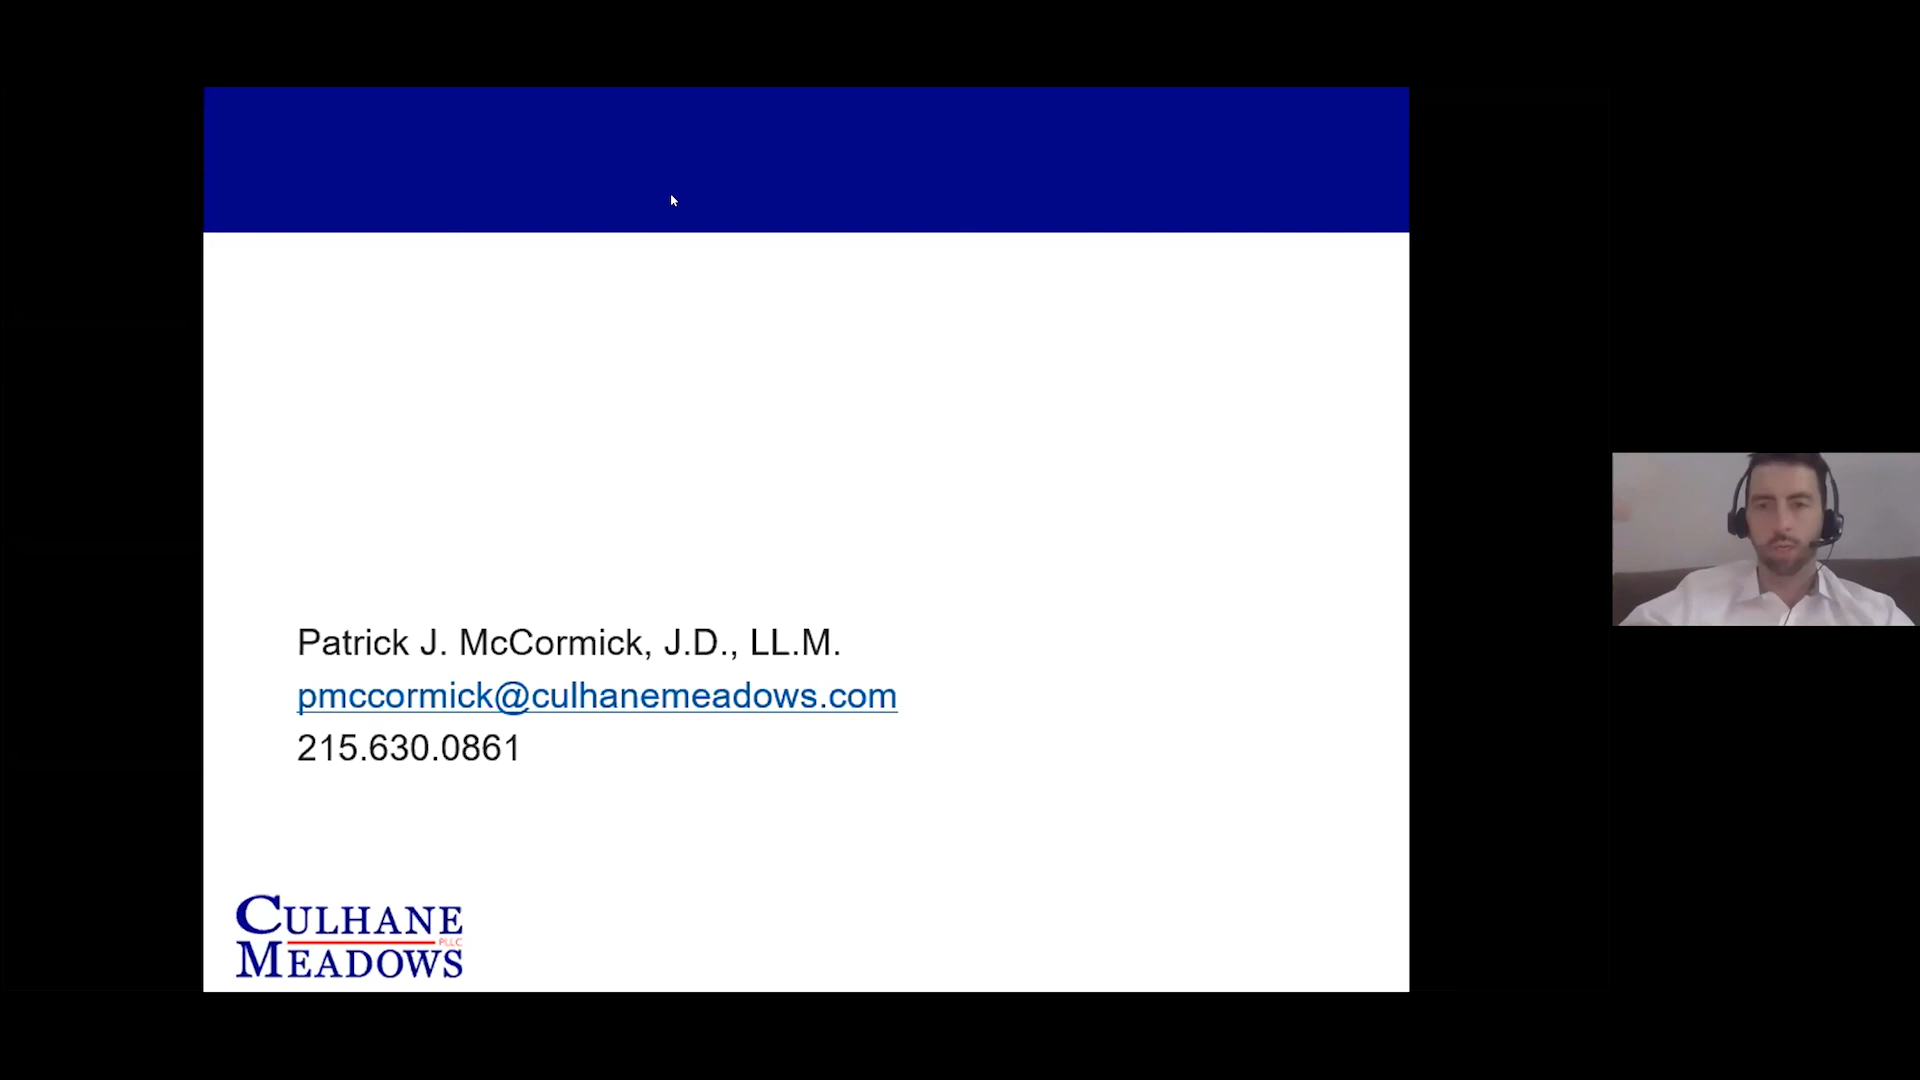 Patrick J. McCormick, J.D., LL.M.
pmccormick@culhanemeadows.com
215.630.0861
CULHANE
PLLC
MEADOWS